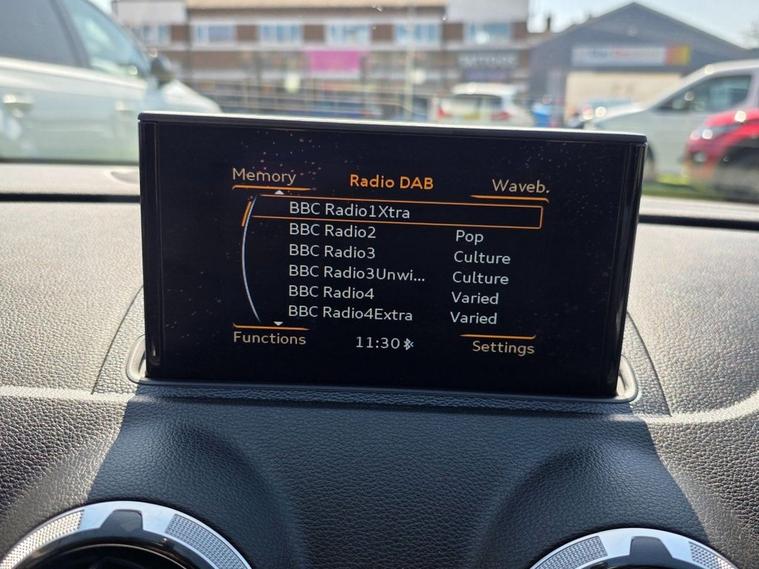 Memory Radio DAB Waveb.
BBC Radio1Xtra
BBC Radio2 Pop
BBC Radio3 Culture
BBC Radio3Unwi... Culture
BBC Radio4 Varied
BBC Radio4Extra Varied
Functions 11:30 Settings